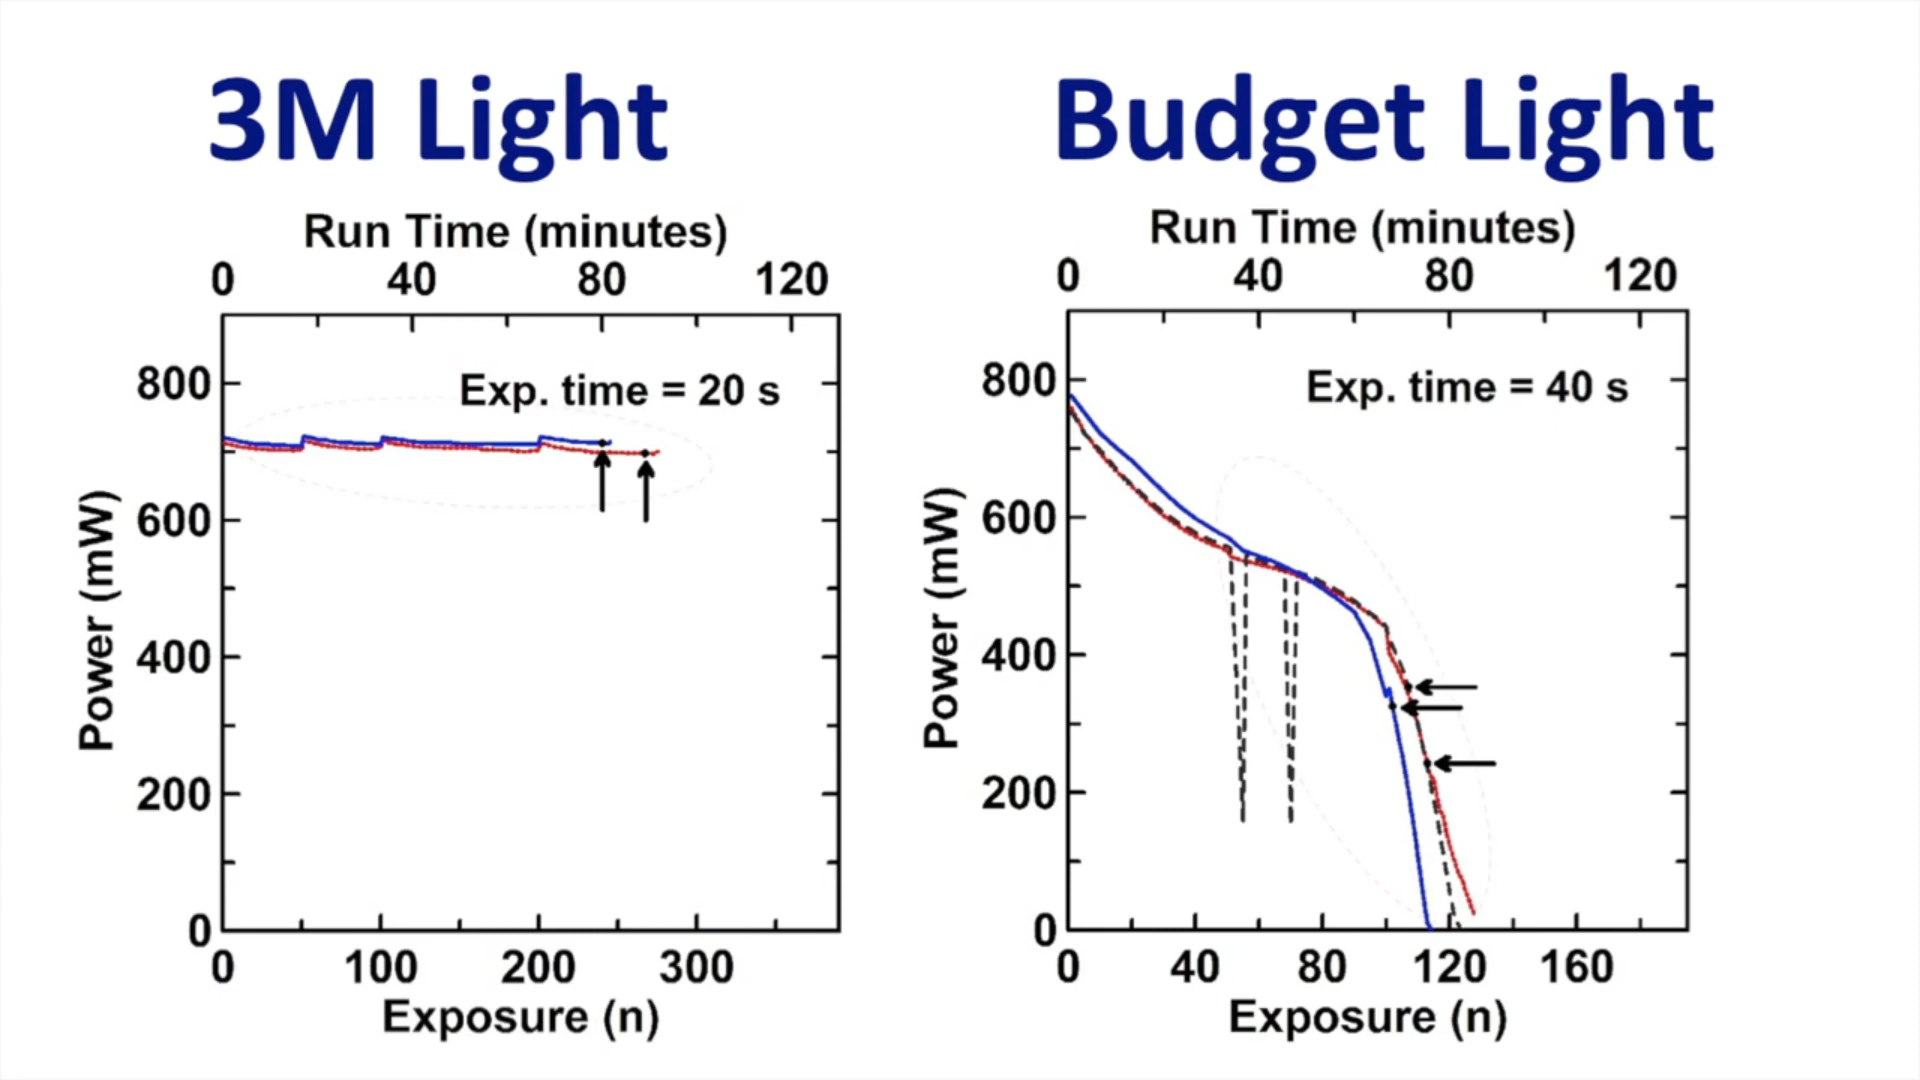 3M Light
Run Time (minutes)
0 40 80 120
Exp. time = 20 s
800
600
400
200
0
Power (mW)
0 100 200 300
Exposure (n)
Budget Light
Run Time (minutes)
0 40 80 120
Exp. time = 40 s
800
600
400
200
0
Power (mW)
0 40 80 120 160
Exposure (n)